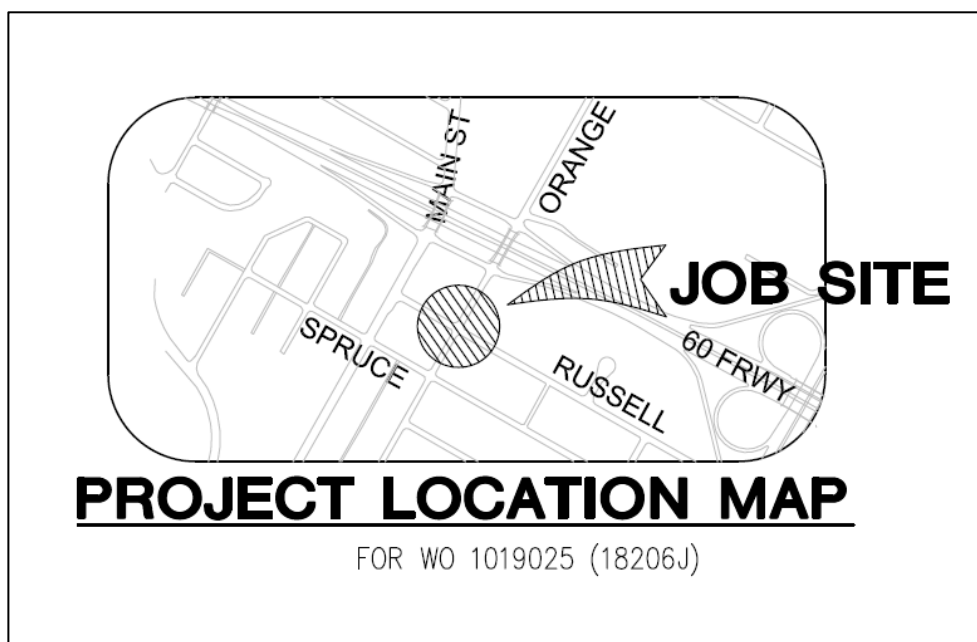 MAIN ST
ORANGE
JOB SITE
SPRUCE
RUSSELL
60 FRWY
PROJECT LOCATION MAP
FOR WO 1019025 (18206J)